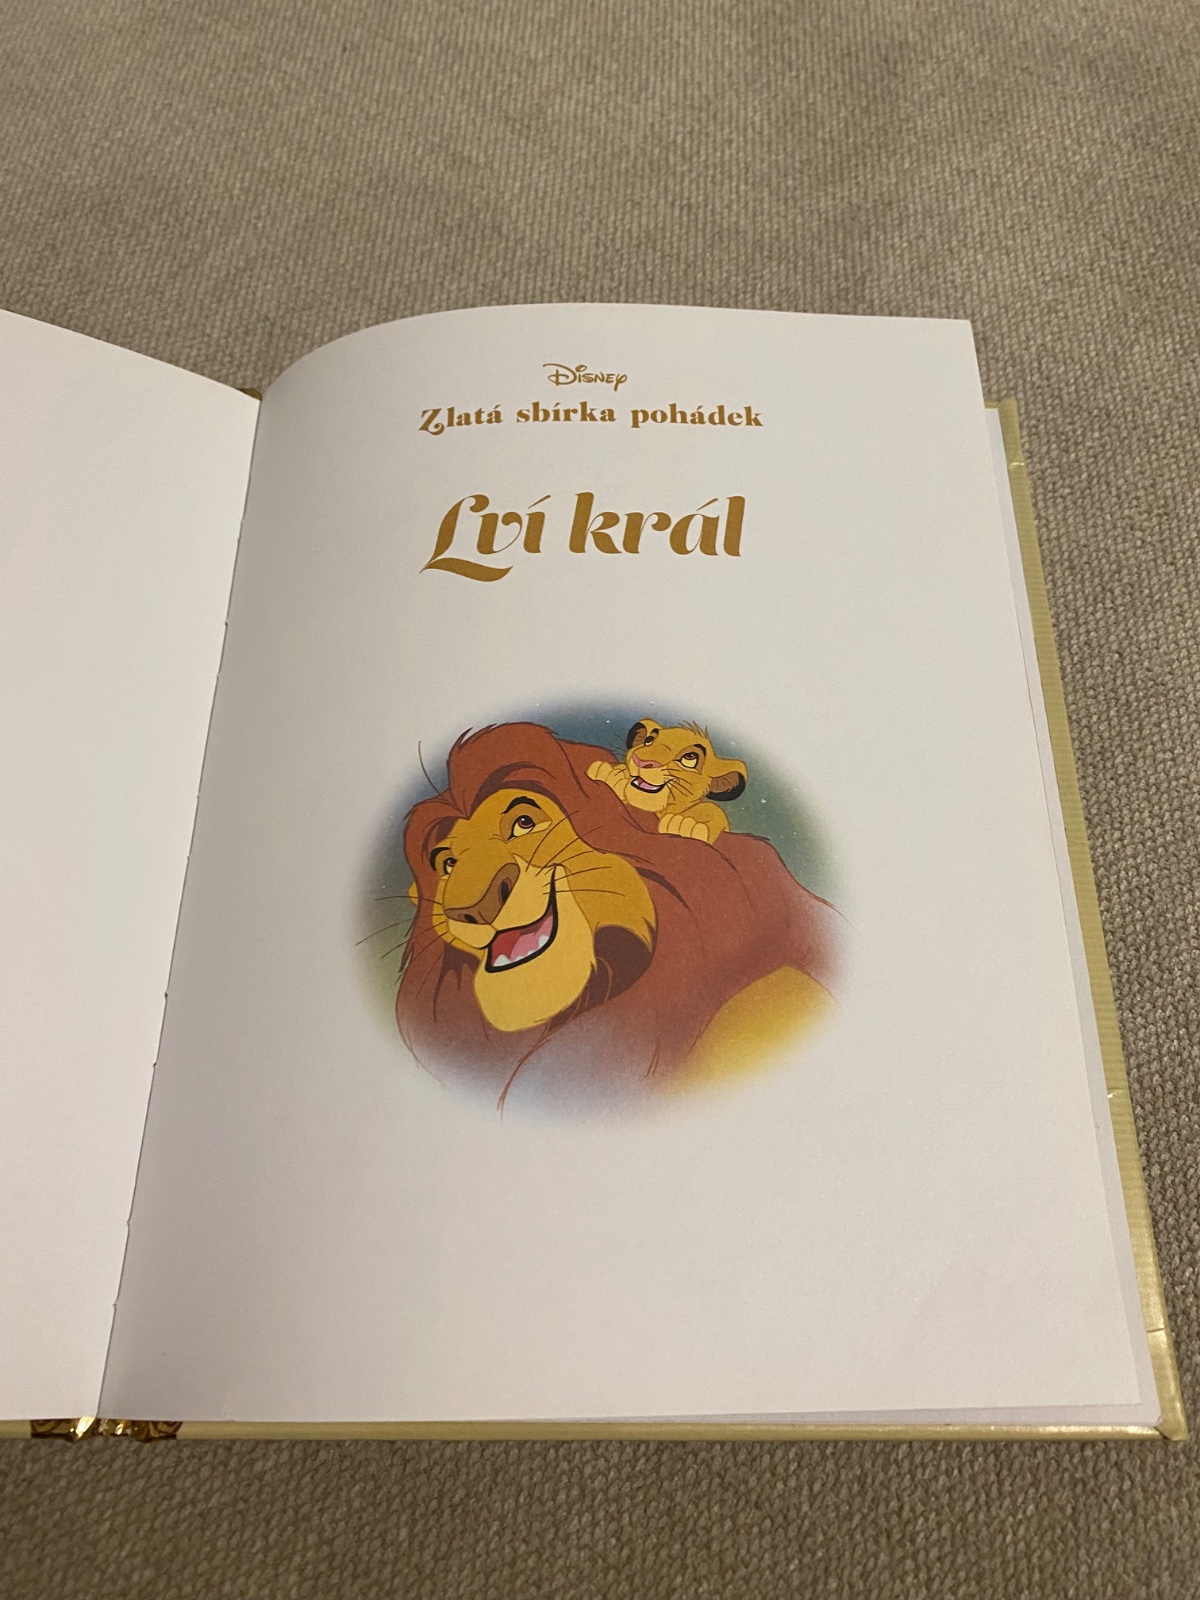 Disney
Zlatá sbírka pohádek
Lví král